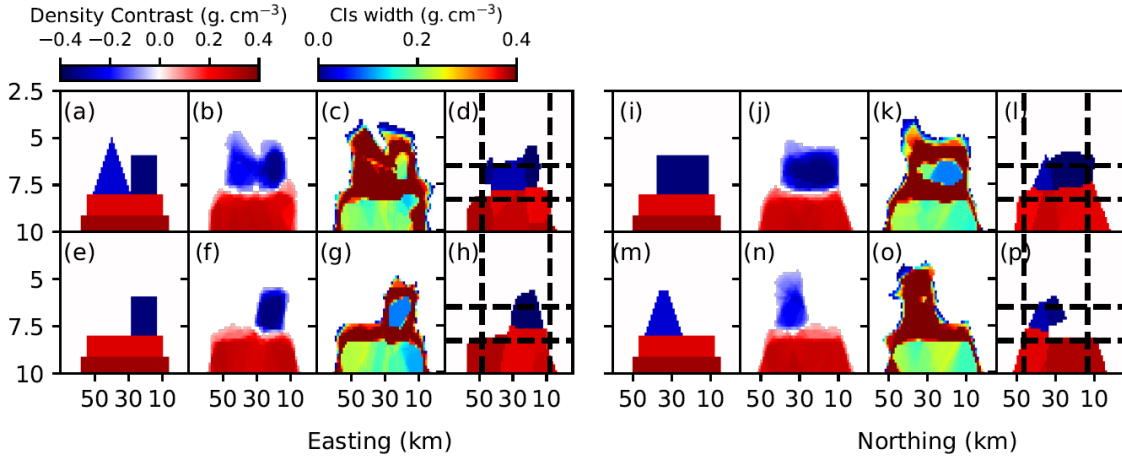 Density Contrast (g. cm⁻³) CIs width (g. cm⁻³)
−0.4 −0.2 0.0 0.2 0.4 0.0 0.2 0.4
2.5 (a) (b) (c) (d) (i) (j) (k) (l)
5
7.5
10
(e) (f) (g) (h) (m) (n) (o) (p)
5
7.5
10
50 30 10 50 30 10 50 30 10 50 30 10 50 30 10 50 30 10 50 30 10 50 30 10
Easting (km) Northing (km)